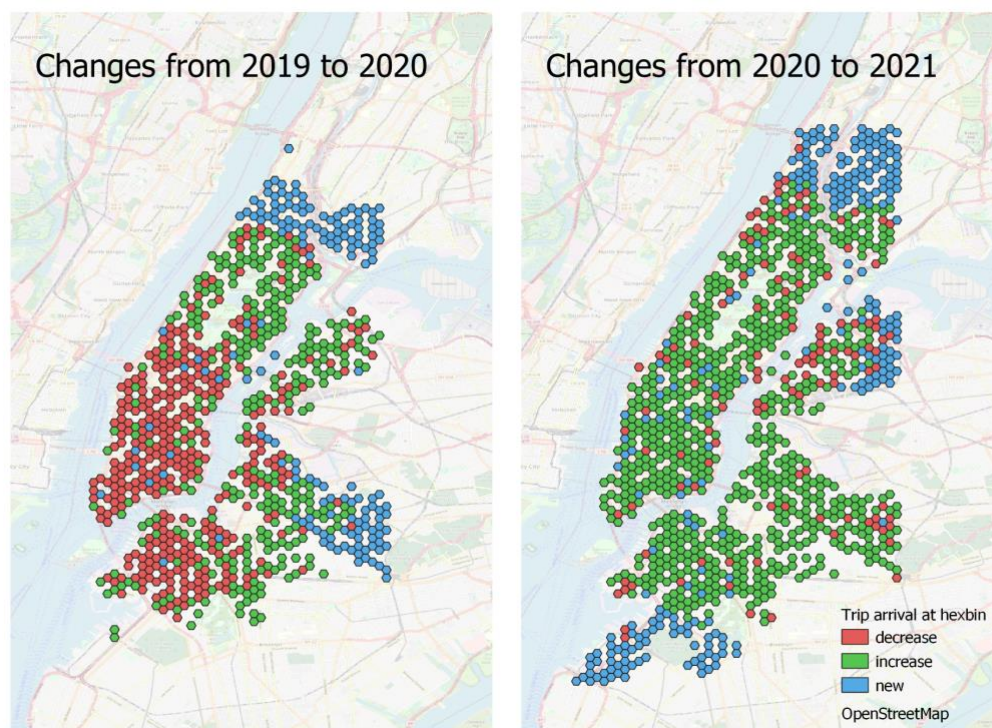 Changes from 2019 to 2020
Changes from 2020 to 2021
Trip arrival at hexbin
decrease
increase
new
OpenStreetMap